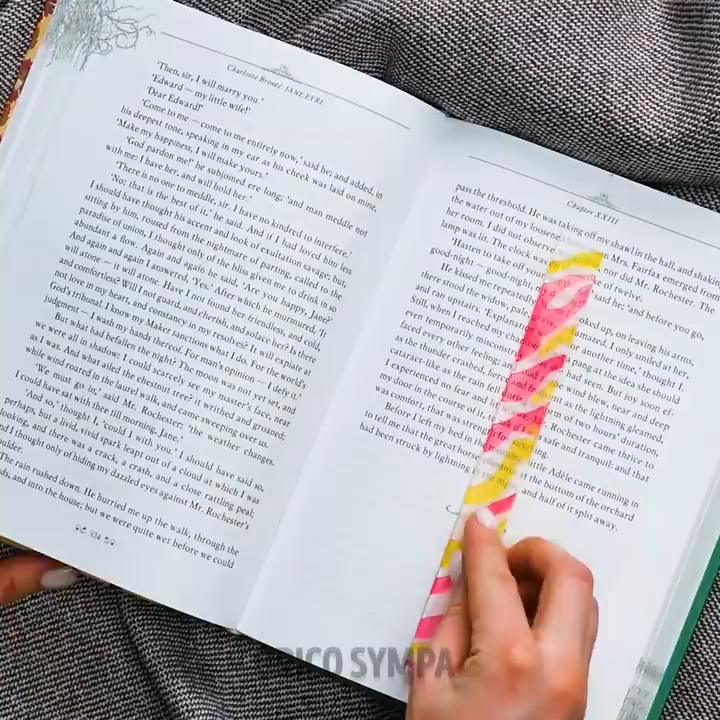 Charlotte Brontë: JANE EYRE
'Then, sir, I will marry you.'
'Edward — my little wife!'
'Dear Edward!'
'Come to me — come to me entirely now,' said he; and added, in
his deepest tone, speaking in my ear as his cheek was laid on mine,
'Make my happiness, I will make yours.'
'God pardon me!' he subjoined ere long; 'and man meddle not
with me: I have her, and will hold her.'
'There is no one to meddle, sir. I have no kindred to interfere.'
'No; that is the best of it,' he said. And if I had loved him less
I should have thought his accent and look of exultation savage; but,
sitting by him, roused from the nightmare of parting, called to the
paradise of union, I thought only of the bliss given me to drink in so
abundant a flow. Again and again he said, 'Are you happy, Jane?'
And again and again I answered, 'Yes.' After which he murmured, 'It
will atone — it will atone. Have I not found her friendless, and cold,
and comfortless? Will I not guard, and cherish, and solace her? Is there
not love in my heart, and constancy in my resolves? It will expiate at
God's tribunal. I know my Maker sanctions what I do. For the world's
judgment — I wash my hands thereof. For man's opinion — I defy it.'
But what had befallen the night? The moon was not yet set, and
we were all in shadow: I could scarcely see my master's face, near
as I was. And what ailed the chestnut tree? it writhed and groaned;
while wind roared in the laurel walk, and came sweeping over us.
'We must go in,' said Mr. Rochester: 'the weather changes.
I could have sat with thee till morning, Jane.'
'And so,' thought I, 'could I with you.' I should have said so,
perhaps, but a livid, vivid spark leapt out of a cloud at which I was
looking, and there was a crack, a crash, and a close rattling peal;
and I thought only of hiding my dazzled eyes against Mr. Rochester's
shoulder.
The rain rushed down. He hurried me up the walk, through the
grounds, and into the house; but we were quite wet before we could
324
Chapter XXIII
pass the threshold. He was taking off my shawl in the hall, and shaking
the water out of my loosened Mrs. Fairfax emerged from
her room. I did not observe nor did Mr. Rochester. The
lamp was lit. The clock was of twelve.
'Hasten to take off your said he; 'and before you go,
good-night — good-night,
He kissed me repeatedly looked up, on leaving his arms,
there stood the widow, pale amazed. I only smiled at her,
and ran upstairs. 'Explanation for another time,' thought I.
Still, when I reached my chamber pang at the idea she should
even temporarily misconstrue had seen. But joy soon ef-
faced every other feeling; wind blew, near and deep
as the thunder crashed, as the lightning gleamed,
cataract-like as the rain fell two hours' duration,
I experienced no fear and Rochester came thrice to
my door in the course of it, ask if I safe and tranquil: and that
was comfort, that was strength for anything.
Before I left my bed in the morning, little Adèle came running in
to tell me that the great horse at the bottom of the orchard
had been struck by lightning in the night, and half of it split away.
RICO SYMPA